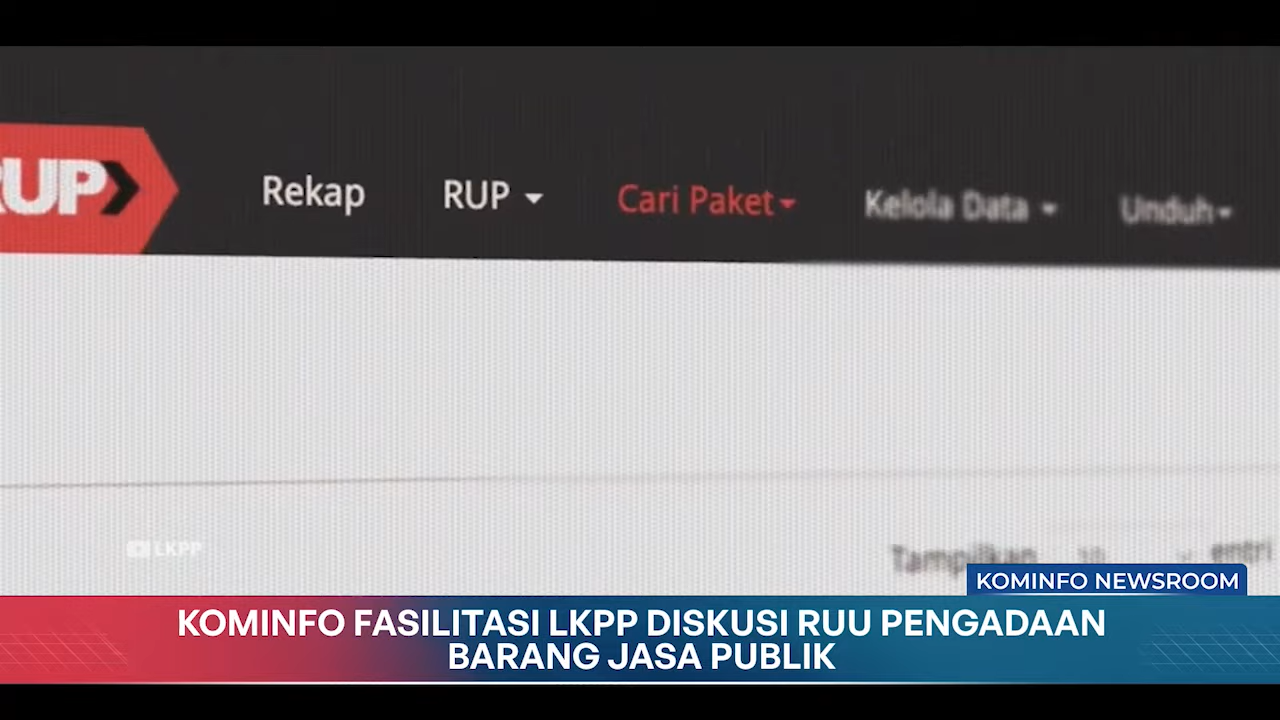 RUP
Rekap
RUP
Cari Paket
Kelola Data
Unduh
LKPP
Tampilkan 10 entri
KOMINFO NEWSROOM
KOMINFO FASILITASI LKPP DISKUSI RUU PENGADAAN
BARANG JASA PUBLIK